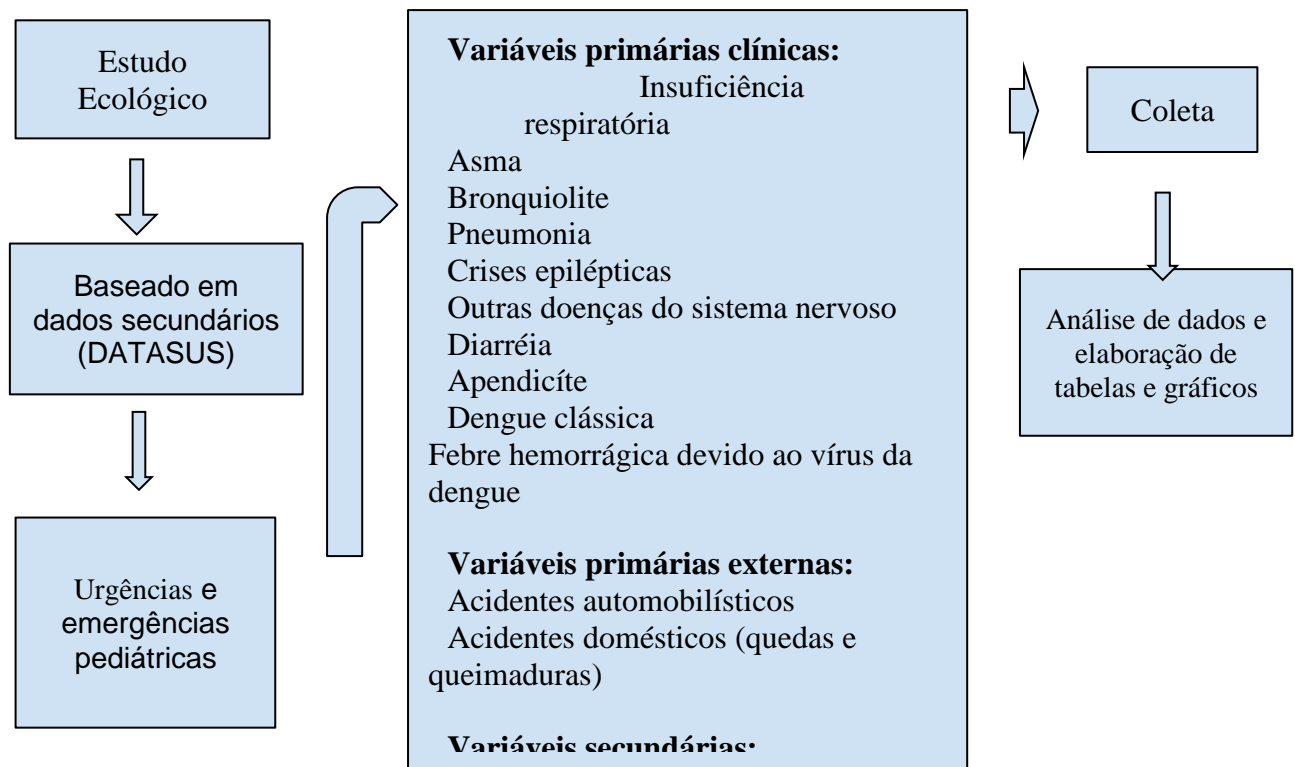 Estudo
Ecológico
Baseado em
dados secundários
(DATASUS)
Urgências e
emergências
pediátricas
Variáveis primárias clínicas:
Insuficiência
respiratória
Asma
Bronquiolite
Pneumonia
Crises epilépticas
Outras doenças do sistema nervoso
Diarréia
Apendicíte
Dengue clássica
Febre hemorrágica devido ao vírus da
dengue
Variáveis primárias externas:
Acidentes automobilísticos
Acidentes domésticos (quedas e
queimaduras)
Variáveis secundárias:
Coleta
Análise de dados e
elaboração de
tabelas e gráficos